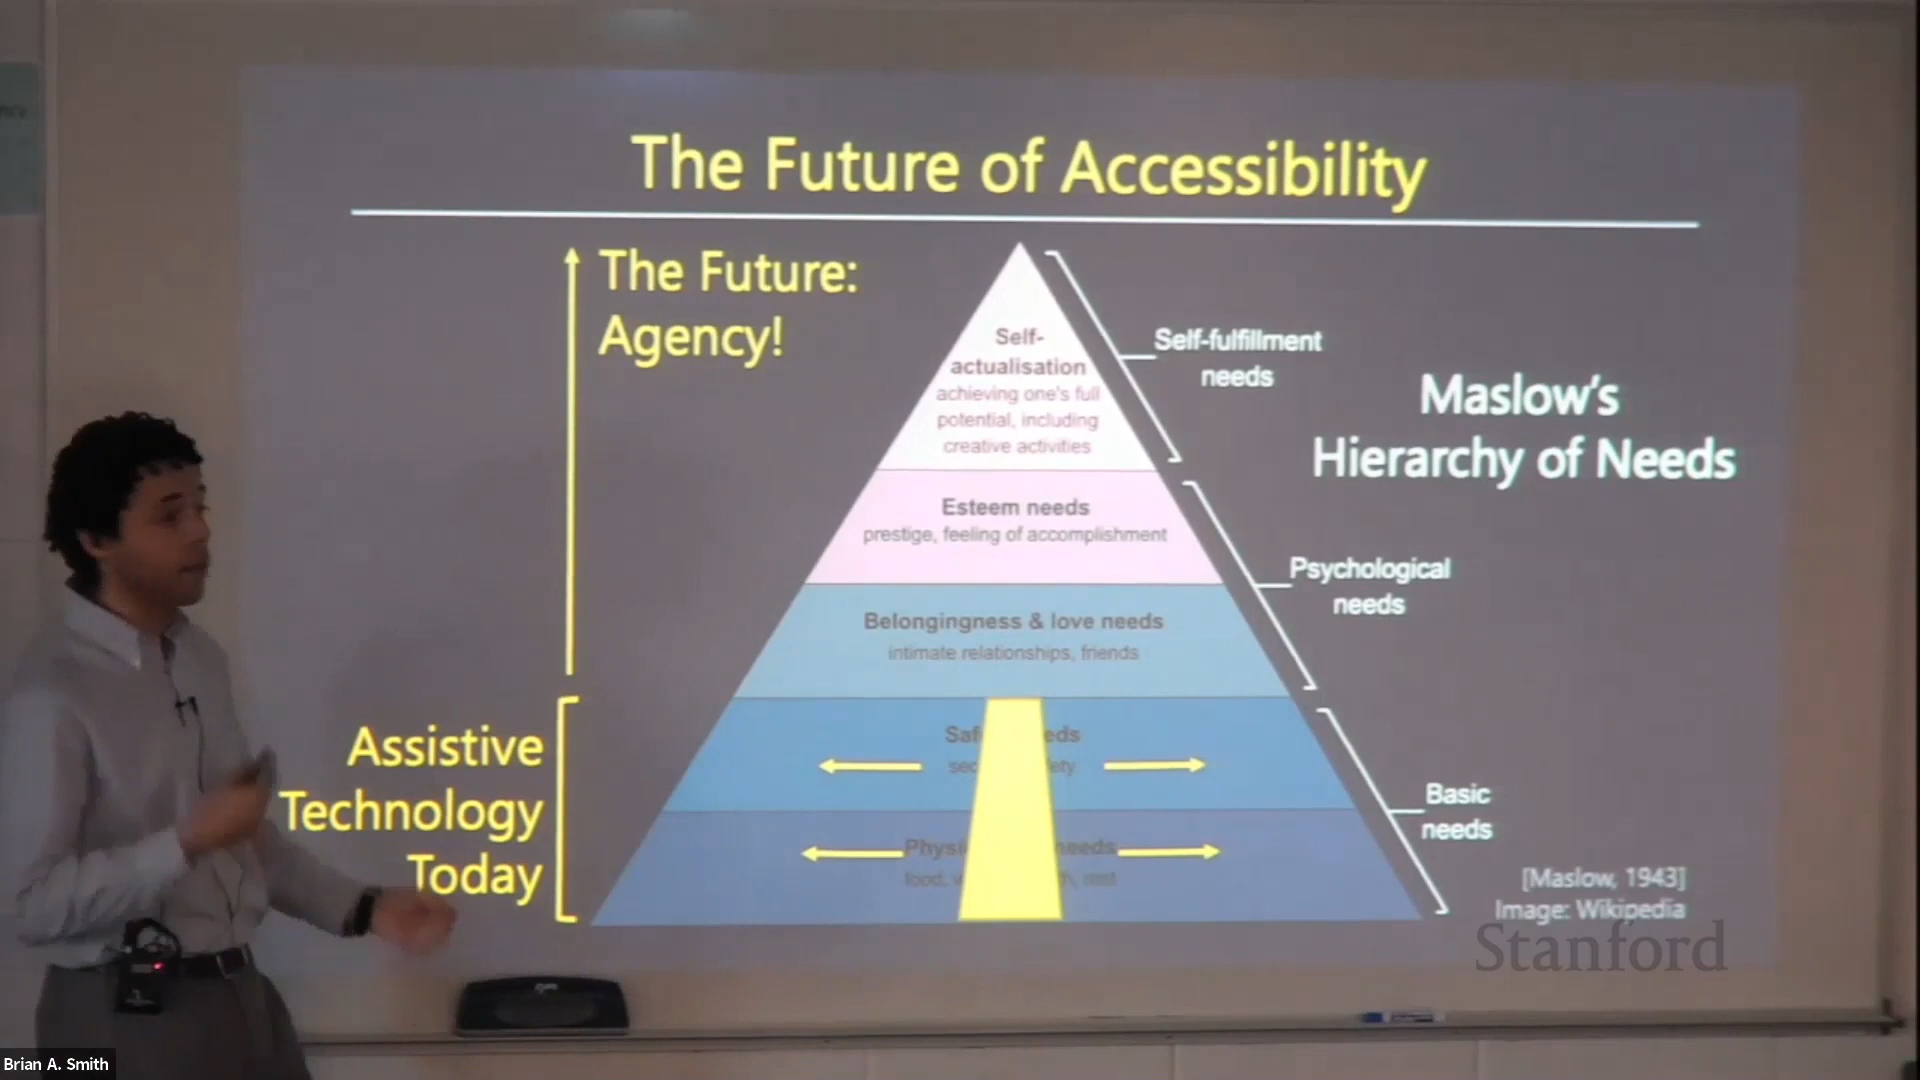 The Future of Accessibility
The Future:
Agency!
Self-
actualisation
achieving one's full
potential, including
creative activities
Self-fulfillment
needs
Maslow's
Hierarchy of Needs
Esteem needs
prestige, feeling of accomplishment
Psychological
needs
Belongingness & love needs
intimate relationships, friends
Assistive
Technology
Today
Basic
needs
[Maslow, 1943]
Image: Wikipedia
Stanford
Brian A. Smith